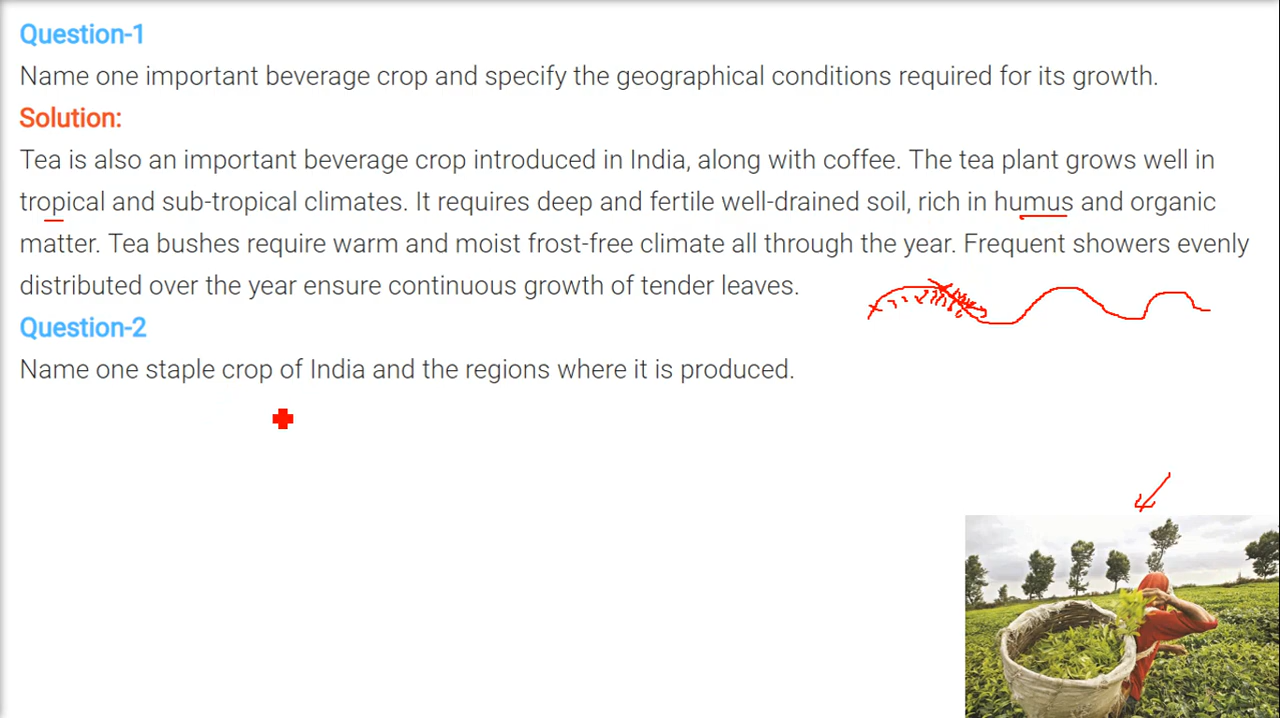 Question-1
Name one important beverage crop and specify the geographical conditions required for its growth.
Solution:
Tea is also an important beverage crop introduced in India, along with coffee. The tea plant grows well in
tropical and sub-tropical climates. It requires deep and fertile well-drained soil, rich in humus and organic
matter. Tea bushes require warm and moist frost-free climate all through the year. Frequent showers evenly
distributed over the year ensure continuous growth of tender leaves.
Question-2
Name one staple crop of India and the regions where it is produced.